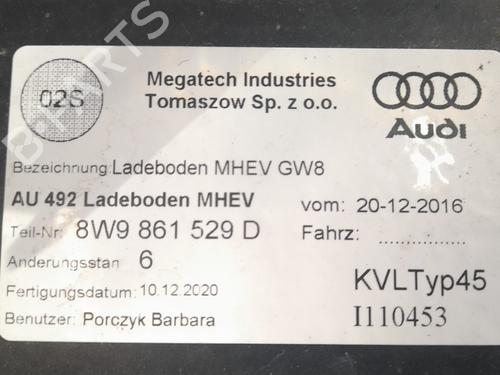 02S
Megatech Industries
Tomaszow Sp. z o.o.
Audi
Bezeichnung: Ladeboden MHEV GW8
AU 492 Ladeboden MHEV
vom: 20-12-2016
Teil-Nr: 8W9 861 529 D
Fahrz: ..................
Änderungsstan 6
KVLTyp45
Fertigungsdatum: 10.12.2020
I110453
Benutzer: Porczyk Barbara
B-PARTS